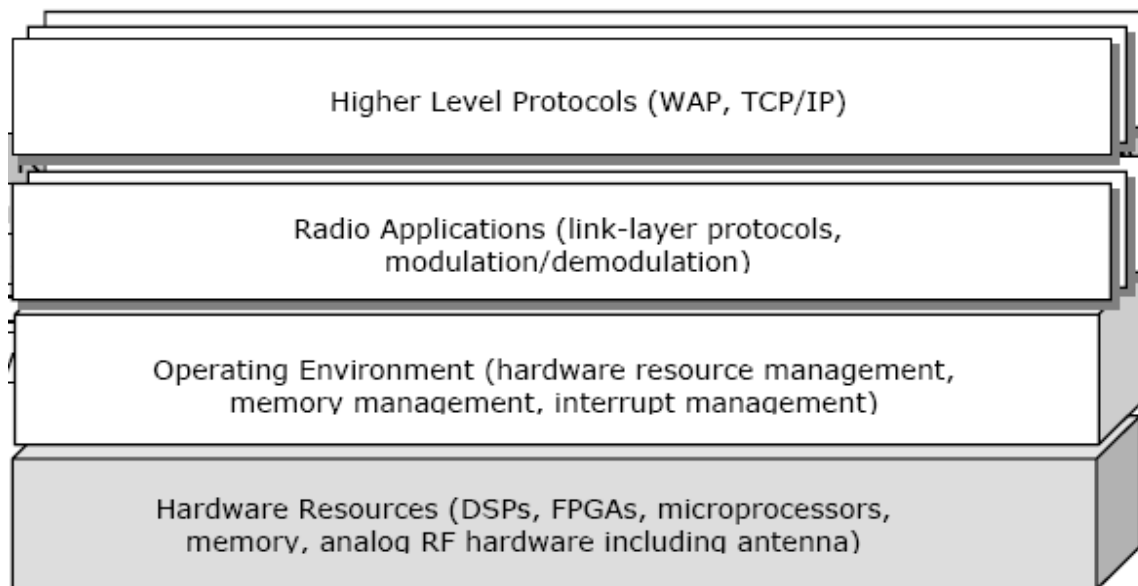 Higher Level Protocols (WAP, TCP/IP)
Radio Applications (link-layer protocols,
modulation/demodulation)
Operating Environment (hardware resource management,
memory management, interrupt management)
Hardware Resources (DSPs, FPGAs, microprocessors,
memory, analog RF hardware including antenna)